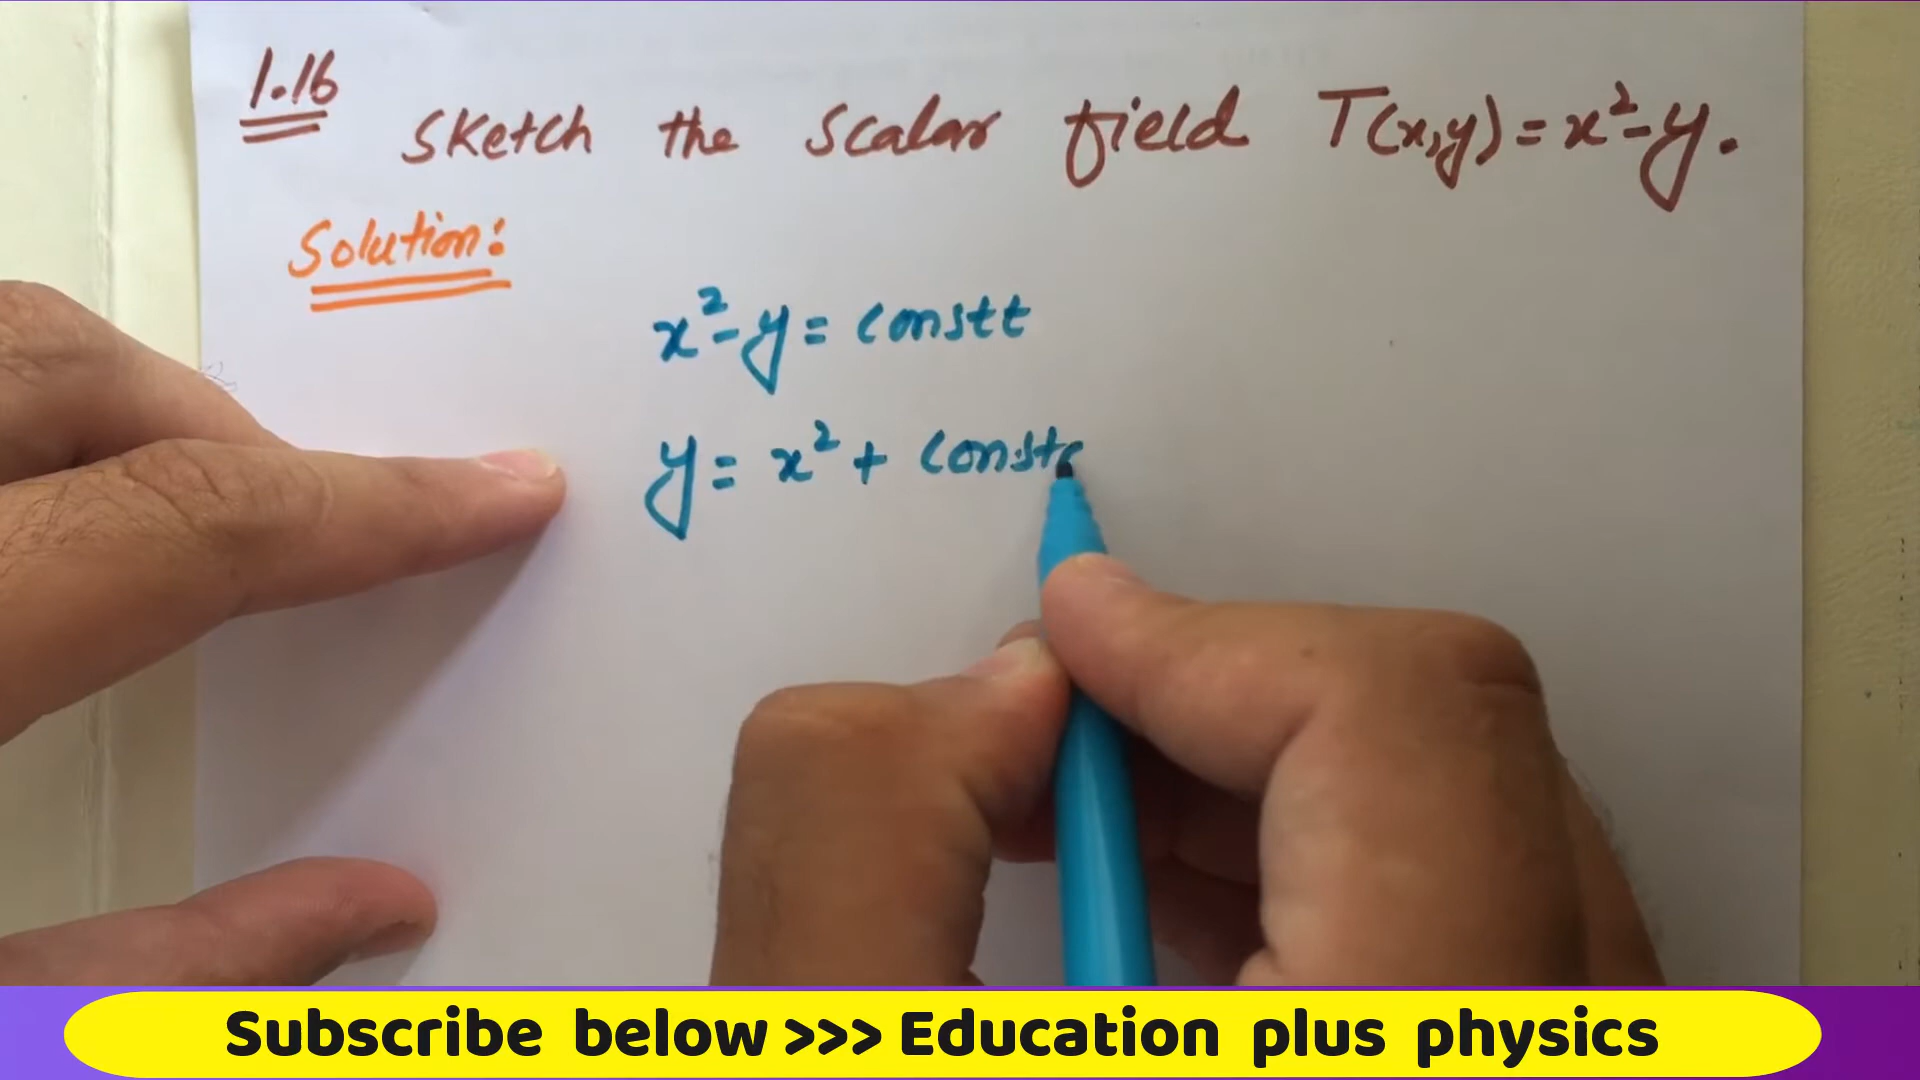 1.16
Sketch the scalar field T(x,y) = x² - y.
Solution:
x² - y = constt
y = x² + constt
Subscribe below >>> Education plus physics